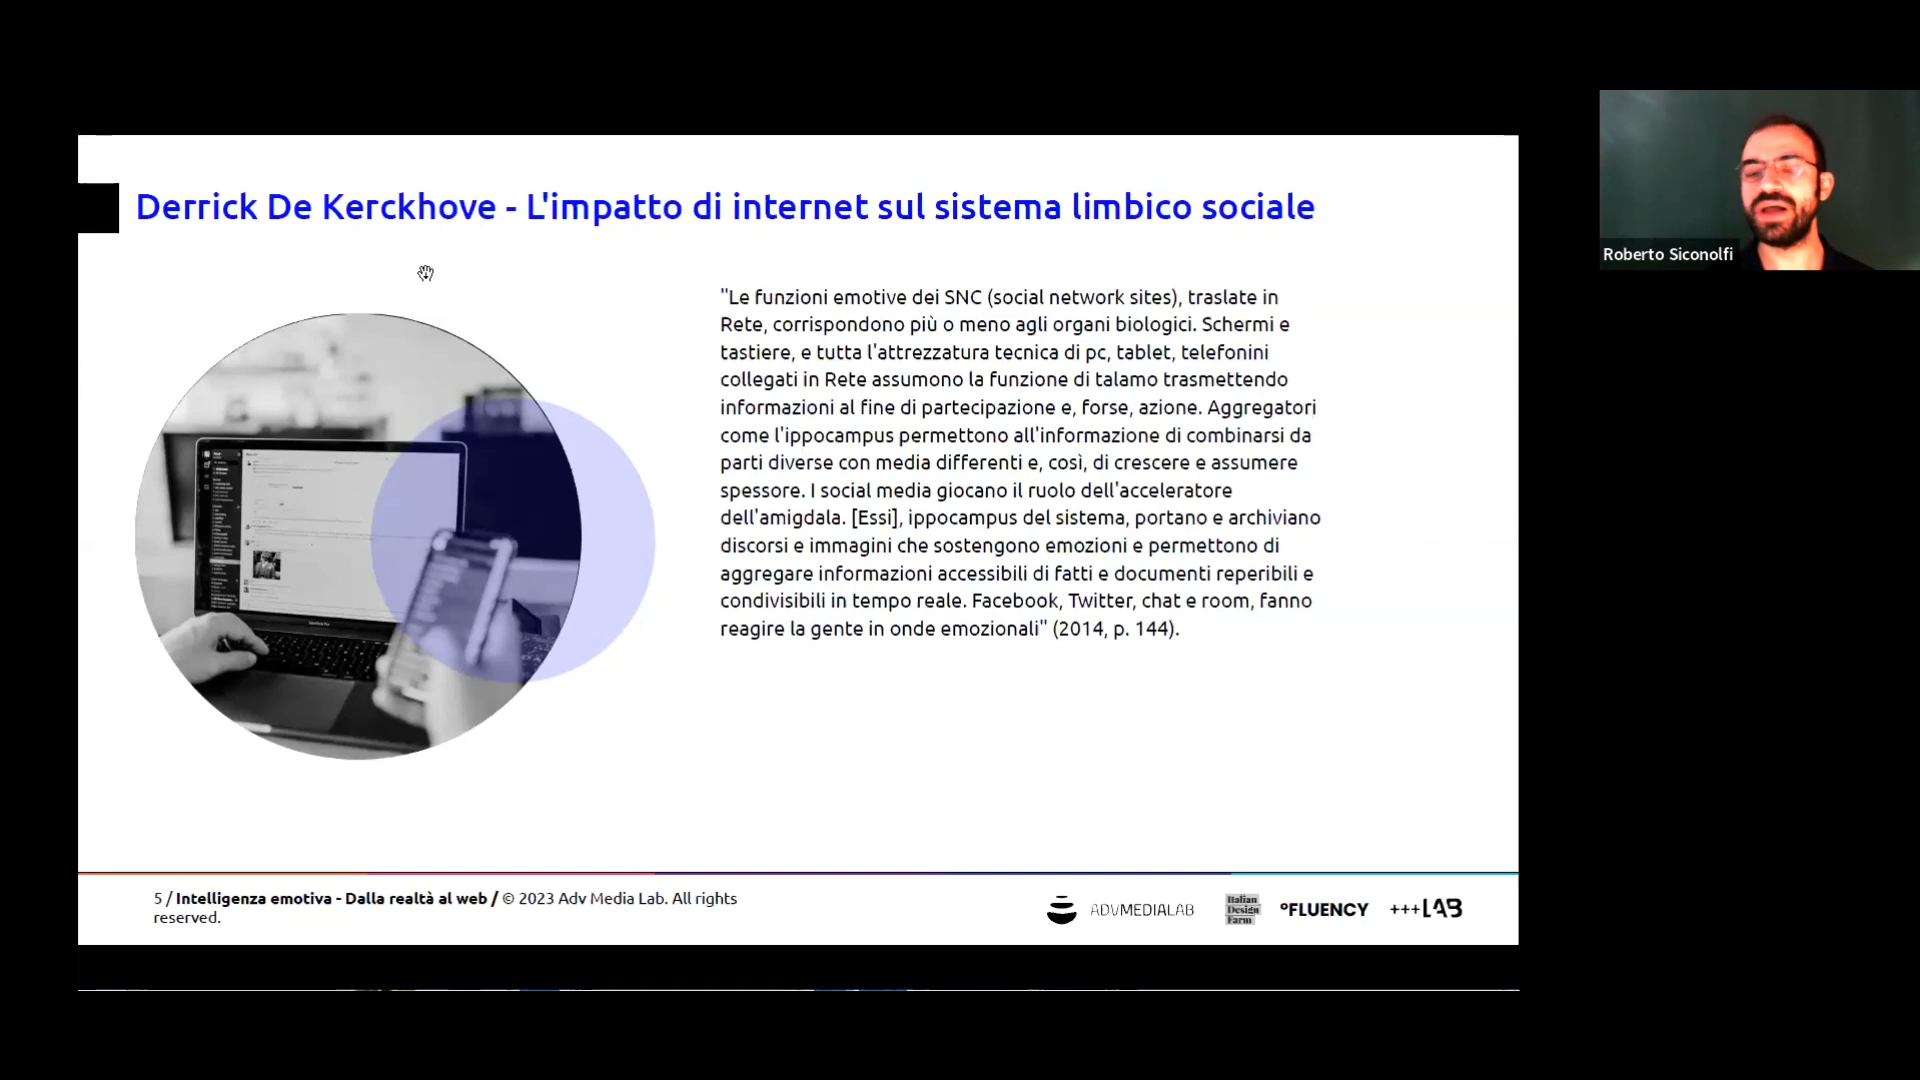 Derrick De Kerckhove - L'impatto di internet sul sistema limbico sociale
Roberto Siconolfi
"Le funzioni emotive dei SNC (social network sites), traslate in
Rete, corrispondono più o meno agli organi biologici. Schermi e
tastiere, e tutta l'attrezzatura tecnica di pc, tablet, telefonini
collegati in Rete assumono la funzione di talamo trasmettendo
informazioni al fine di partecipazione e, forse, azione. Aggregatori
come l'ippocampus permettono all'informazione di combinarsi da
parti diverse con media differenti e, così, di crescere e assumere
spessore. I social media giocano il ruolo dell'acceleratore
dell'amigdala. [Essi], ippocampus del sistema, portano e archiviano
discorsi e immagini che sostengono emozioni e permettono di
aggregare informazioni accessibili di fatti e documenti reperibili e
condivisibili in tempo reale. Facebook, Twitter, chat e room, fanno
reagire la gente in onde emozionali" (2014, p. 144).
5 / Intelligenza emotiva - Dalla realtà al web / © 2023 Adv Media Lab. All rights
reserved.
ADVMEDIALAB
Italian
Design
Farm
°FLUENCY
+++LAB